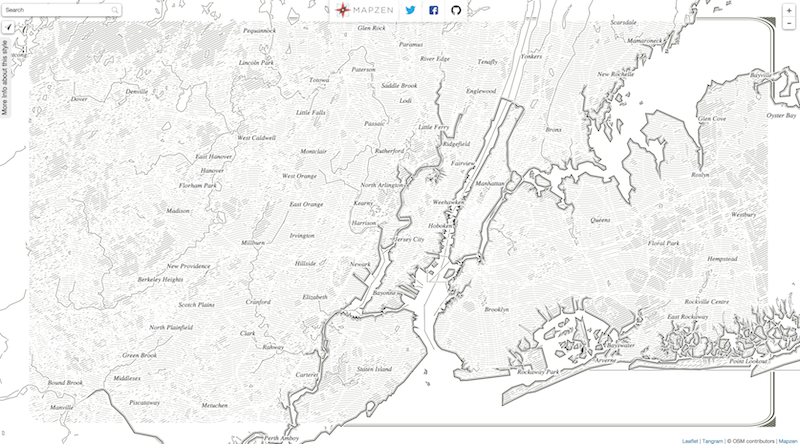 Search
MAPZEN
+
−
More Info about this style
Scarsdale
Pequannock
Glen Rock
Mamaroneck
Paramus
River Edge
Tenafly
Yonkers
Lincoln Park
Paterson
New Rochelle
Bayville
Totowa
Saddle Brook
Englewood
Denville
Dover
Lodi
Oyster Bay
Little Falls
Glen Cove
Passaic
Little Ferry
Bronx
West Caldwell
Ridgefield
Montclair
Rutherford
East Hanover
Fairview
Hanover
West Orange
Roslyn
Florham Park
North Arlington
Manhattan
Kearny
Weehawken
East Orange
Madison
Westbury
Harrison
Hoboken
Queens
Irvington
Millburn
Jersey City
Floral Park
Hempstead
New Providence
Hillside
Newark
Berkeley Heights
Bayonne
Elizabeth
Cranford
Rockville Centre
Scotch Plains
Brooklyn
East Rockaway
North Plainfield
Clark
Rahway
Bayswater
Green Brook
Arverne
Point Lookout
Staten Island
Rockaway Park
Carteret
Middlesex
Bound Brook
Piscataway
Metuchen
Manville
Perth Amboy
Leaflet | Tangram | © OSM contributors | Mapzen